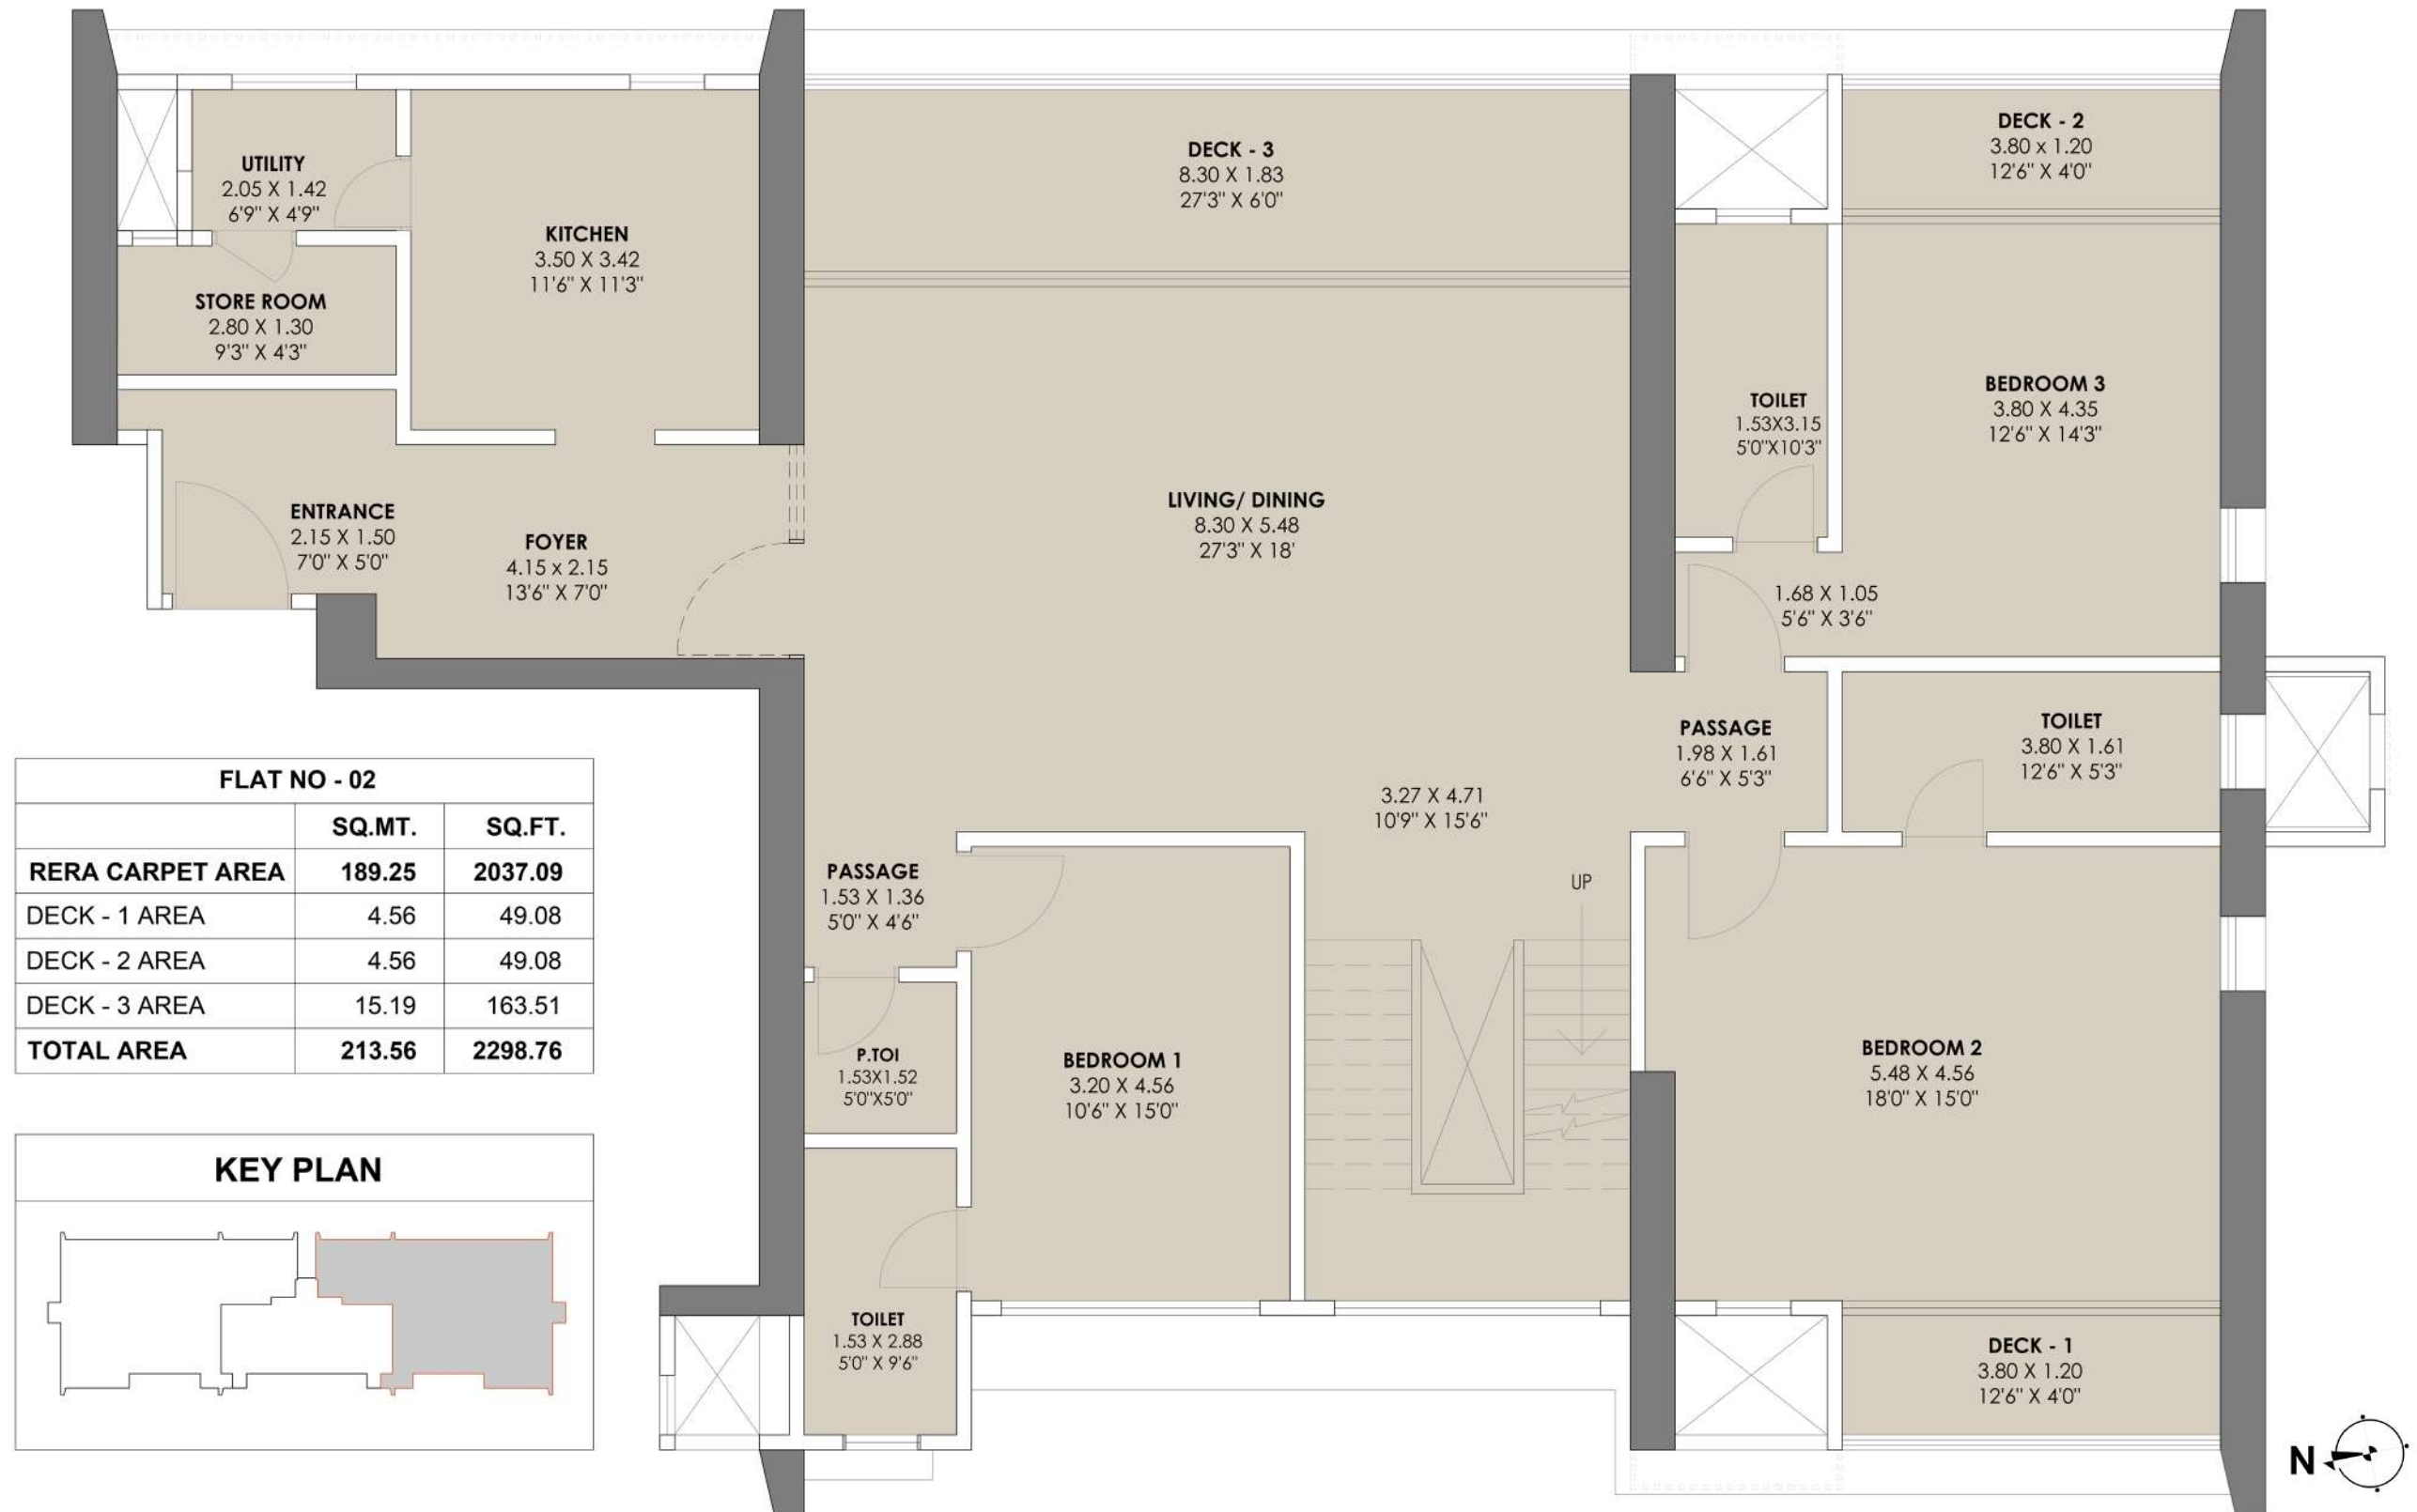 DECK - 3
8.30 X 1.83
27'3" X 6'0"
DECK - 2
3.80 x 1.20
12'6" X 4'0"
UTILITY
2.05 X 1.42
6'9" X 4'9"
KITCHEN
3.50 X 3.42
11'6" X 11'3"
STORE ROOM
2.80 X 1.30
9'3" X 4'3"
TOILET
1.53X3.15
5'0"X10'3"
BEDROOM 3
3.80 X 4.35
12'6" X 14'3"
ENTRANCE
2.15 X 1.50
7'0" X 5'0"
FOYER
4.15 x 2.15
13'6" X 7'0"
LIVING/ DINING
8.30 X 5.48
27'3" X 18'
1.68 X 1.05
5'6" X 3'6"
PASSAGE
1.98 X 1.61
6'6" X 5'3"
TOILET
3.80 X 1.61
12'6" X 5'3"
3.27 X 4.71
10'9" X 15'6"
PASSAGE
1.53 X 1.36
5'0" X 4'6"
UP
P.TOI
1.53X1.52
5'0"X5'0"
BEDROOM 1
3.20 X 4.56
10'6" X 15'0"
BEDROOM 2
5.48 X 4.56
18'0" X 15'0"
TOILET
1.53 X 2.88
5'0" X 9'6"
DECK - 1
3.80 X 1.20
12'6" X 4'0"
FLAT NO - 02
SQ.MT. SQ.FT.
RERA CARPET AREA 189.25 2037.09
DECK - 1 AREA 4.56 49.08
DECK - 2 AREA 4.56 49.08
DECK - 3 AREA 15.19 163.51
TOTAL AREA 213.56 2298.76
KEY PLAN
N